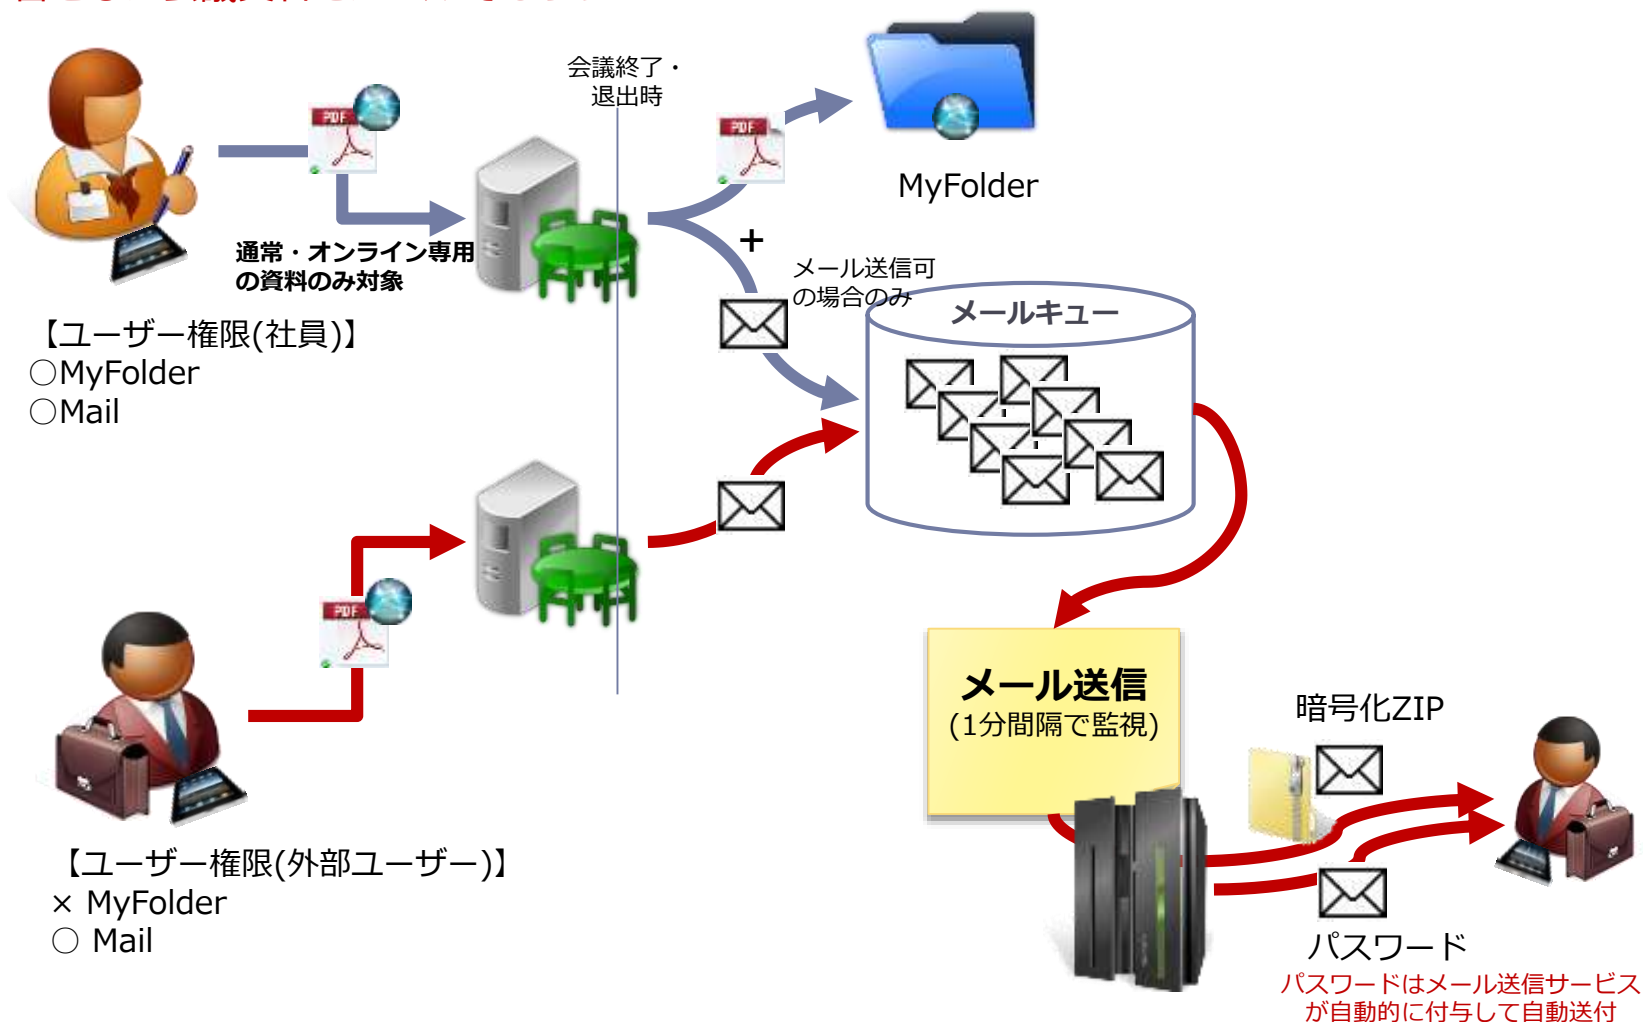 会議終了・
退出時
PDF
PDF
MyFolder
通常・オンライン専用
の資料のみ対象
+
メール送信可
の場合のみ
メールキュー
【ユーザー権限(社員)】
○MyFolder
○Mail
PDF
メール送信
(1分間隔で監視)
暗号化ZIP
【ユーザー権限(外部ユーザー)】
× MyFolder
○ Mail
パスワード
パスワードはメール送信サービス
が自動的に付与して自動送付